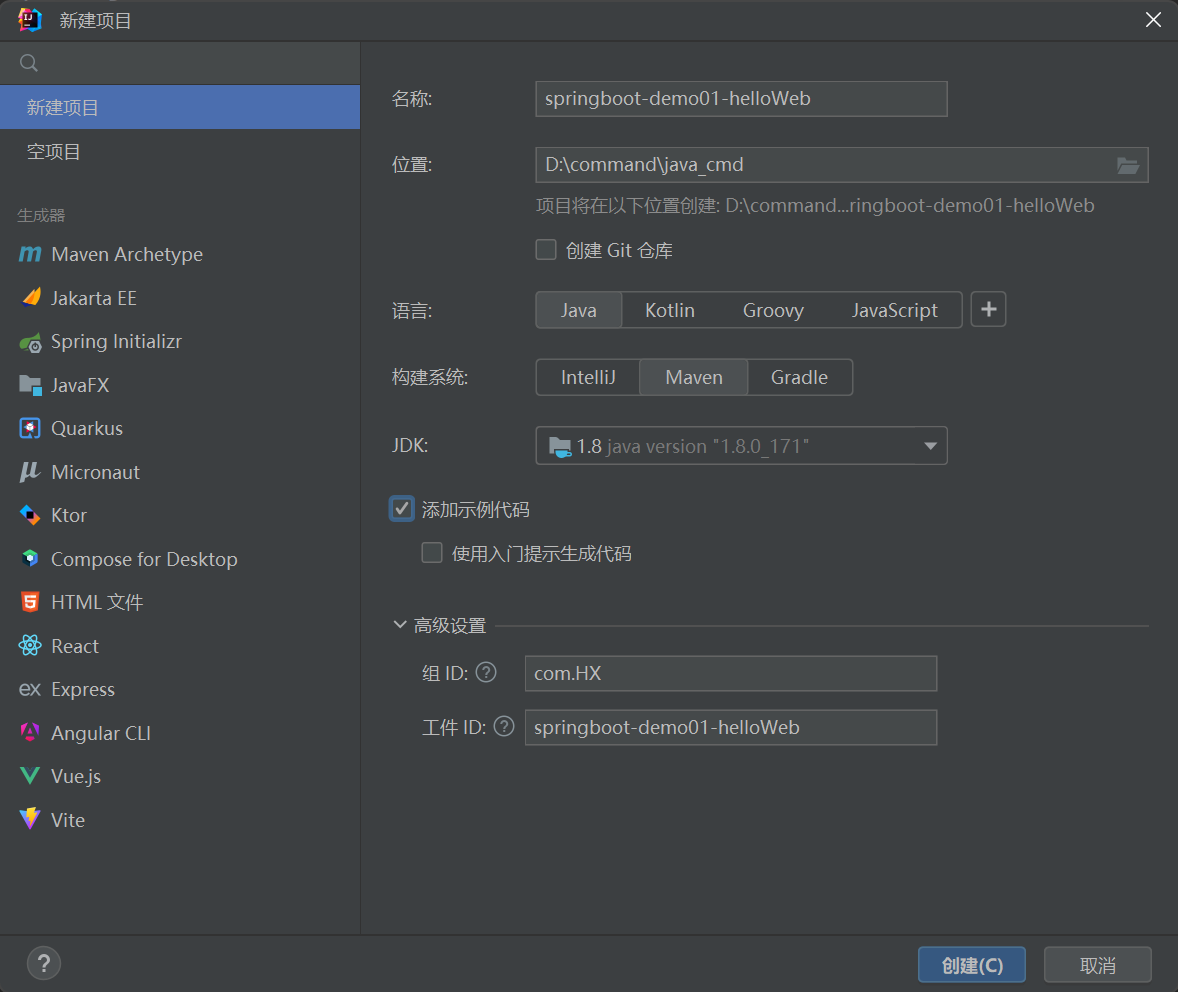 新建项目
新建项目
空项目
生成器
Maven Archetype
Jakarta EE
Spring Initializr
JavaFX
Quarkus
Micronaut
Ktor
Compose for Desktop
HTML 文件
React
ex Express
Angular CLI
Vue.js
Vite
名称: springboot-demo01-helloWeb
位置: D:\command\java_cmd
项目将在以下位置创建: D:\command...ringboot-demo01-helloWeb
创建 Git 仓库
语言: Java Kotlin Groovy JavaScript +
构建系统: IntelliJ Maven Gradle
JDK: 1.8 java version "1.8.0_171"
添加示例代码
使用入门提示生成代码
高级设置
组 ID: ? com.HX
工件 ID: ? springboot-demo01-helloWeb
? 创建(C) 取消